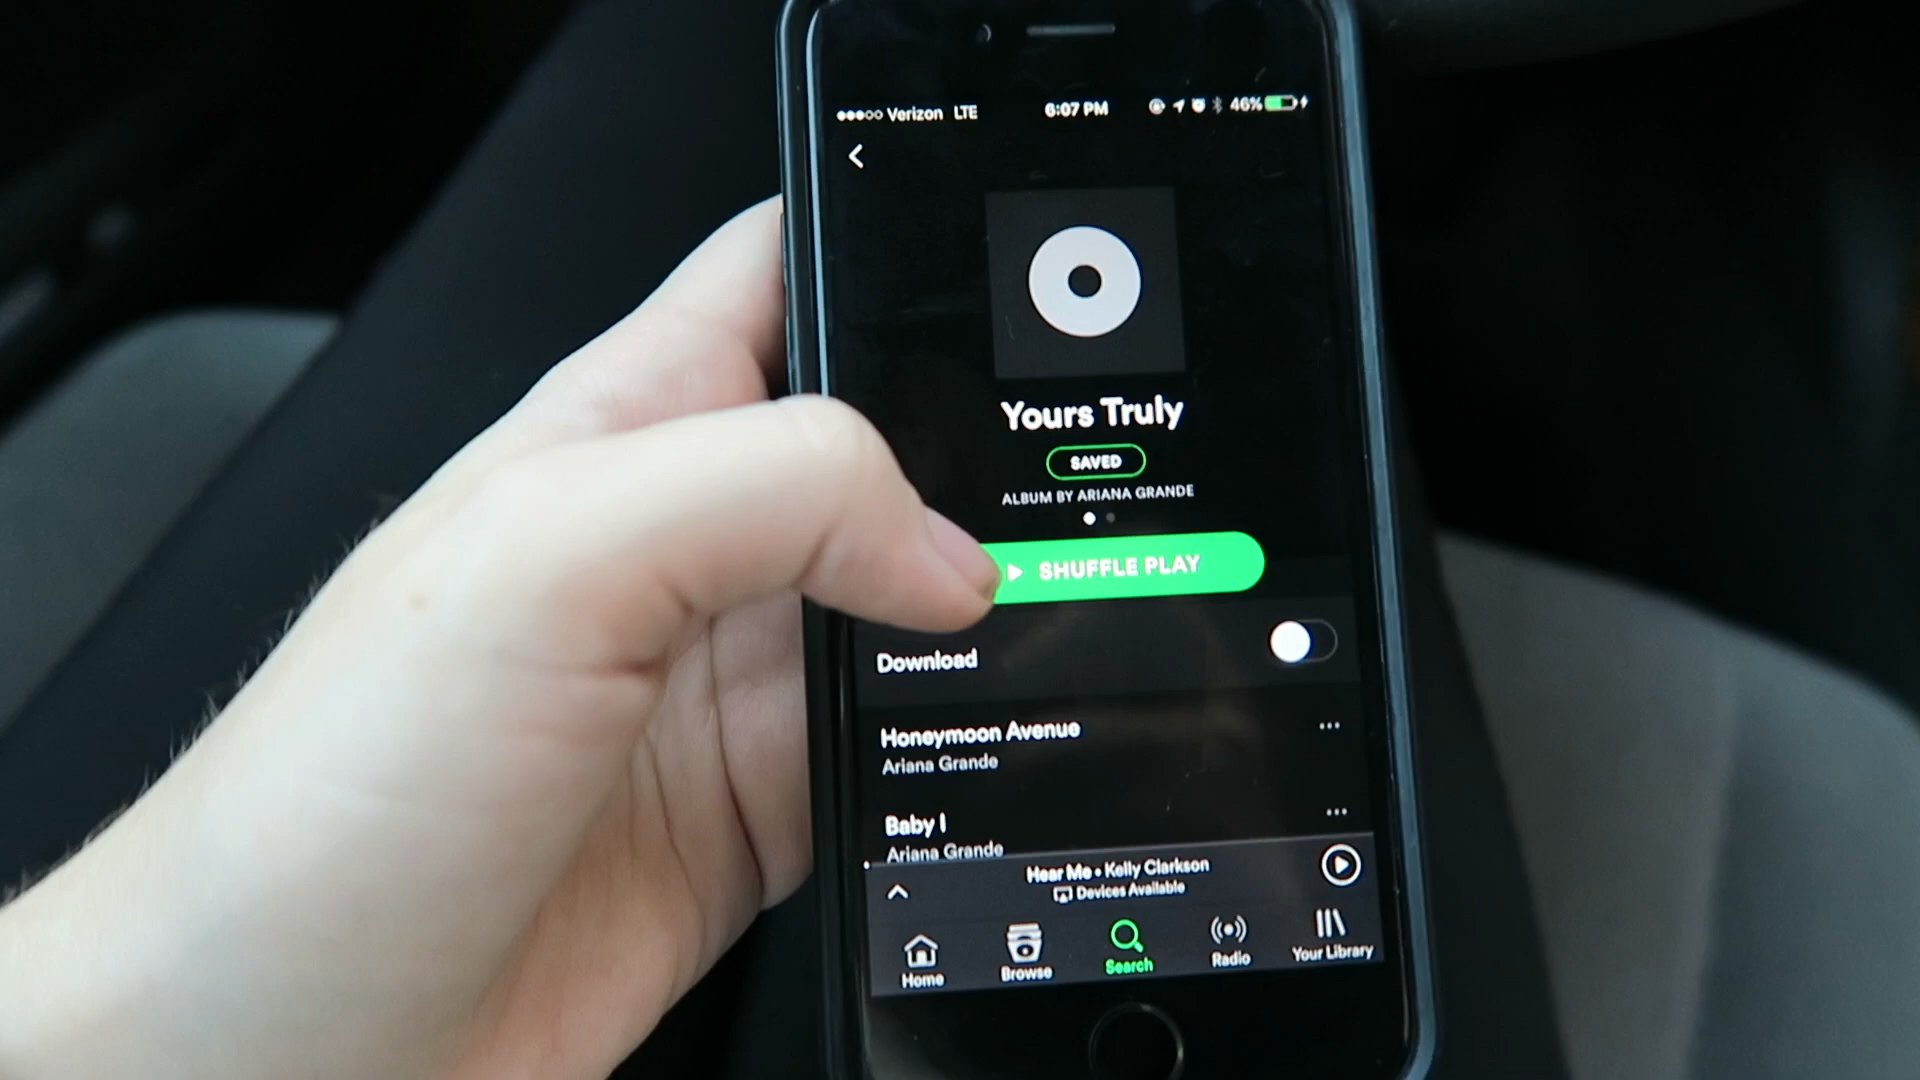 Verizon LTE 6:07 PM 46%
Yours Truly
SAVED
ALBUM BY ARIANA GRANDE
SHUFFLE PLAY
Download
Honeymoon Avenue
Ariana Grande
Baby I
Ariana Grande
Hear Me • Kelly Clarkson
Devices Available
Home Browse Search Radio Your Library